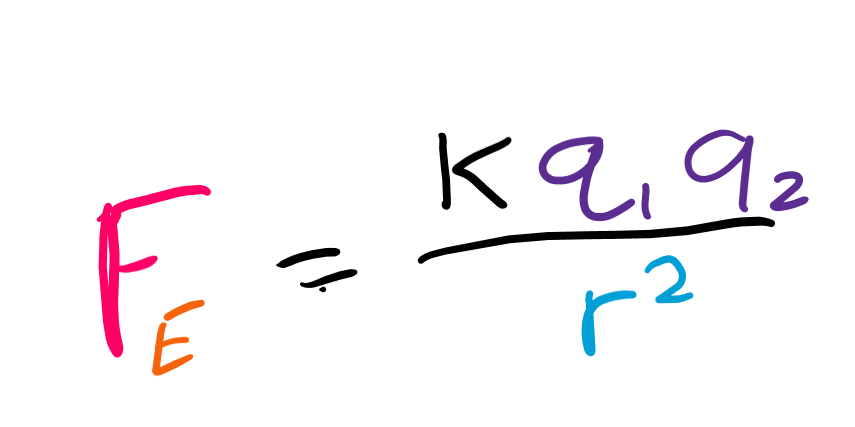 F_E = K q₁ q₂ / r²